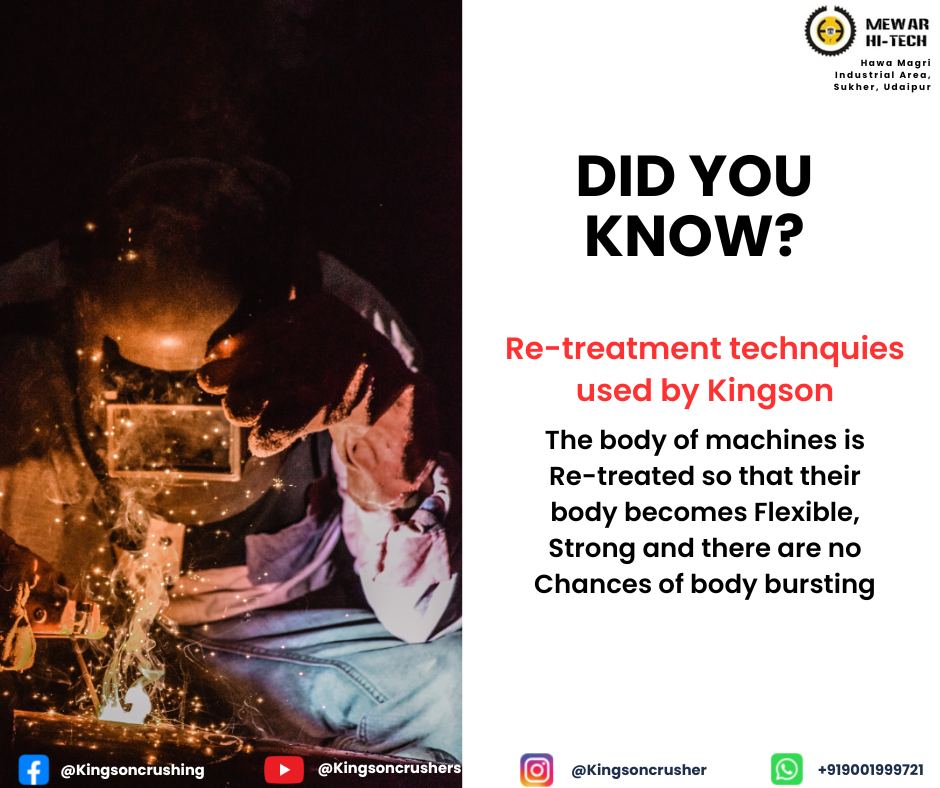 MEWAR
HI-TECH
Hawa Magri
Industrial Area,
Sukher, Udaipur
DID YOU
KNOW?
Re-treatment technquies
used by Kingson
The body of machines is
Re-treated so that their
body becomes Flexible,
Strong and there are no
Chances of body bursting
@Kingsoncrushing
@Kingsoncrushers
@Kingsoncrusher
+919001999721